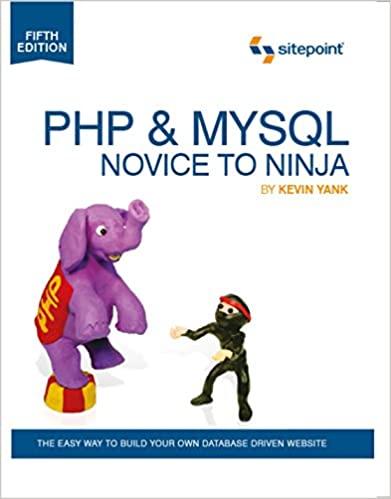 FIFTH
EDITION
sitepoint
PHP & MYSQL
NOVICE TO NINJA
BY KEVIN YANK
PHP
THE EASY WAY TO BUILD YOUR OWN DATABASE DRIVEN WEBSITE